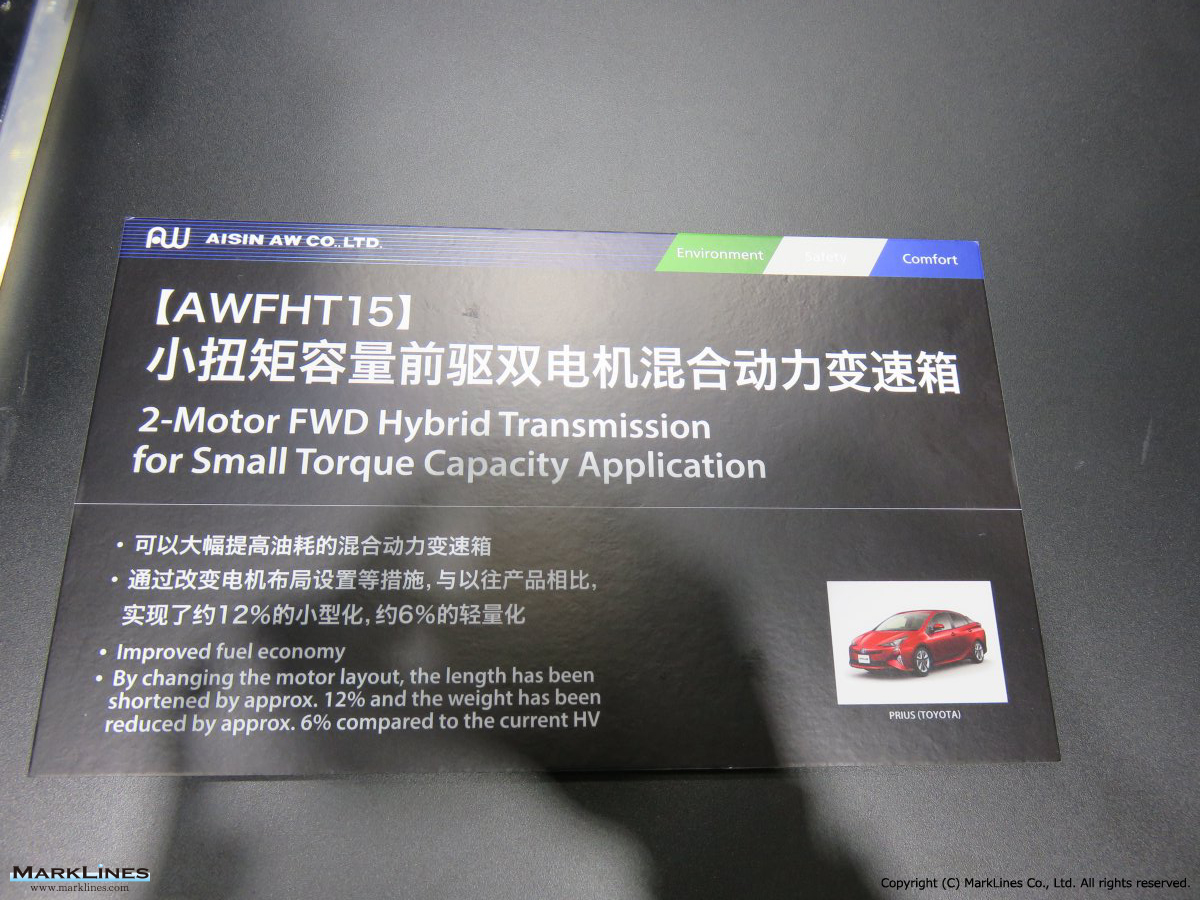 AW AISIN AW CO., LTD.
Environment Safety Comfort
【AWFHT15】
小扭矩容量前驱双电机混合动力变速箱
2-Motor FWD Hybrid Transmission
for Small Torque Capacity Application
・可以大幅提高油耗的混合动力变速箱
・通过改变电机布局设置等措施,与以往产品相比,
实现了约12%的小型化,约6%的轻量化
• Improved fuel economy
• By changing the motor layout, the length has been
shortened by approx. 12% and the weight has been
reduced by approx. 6% compared to the current HV
PRIUS (TOYOTA)
MARKLINES
www.marklines.com
Copyright (C) MarkLines Co., Ltd. All rights reserved.